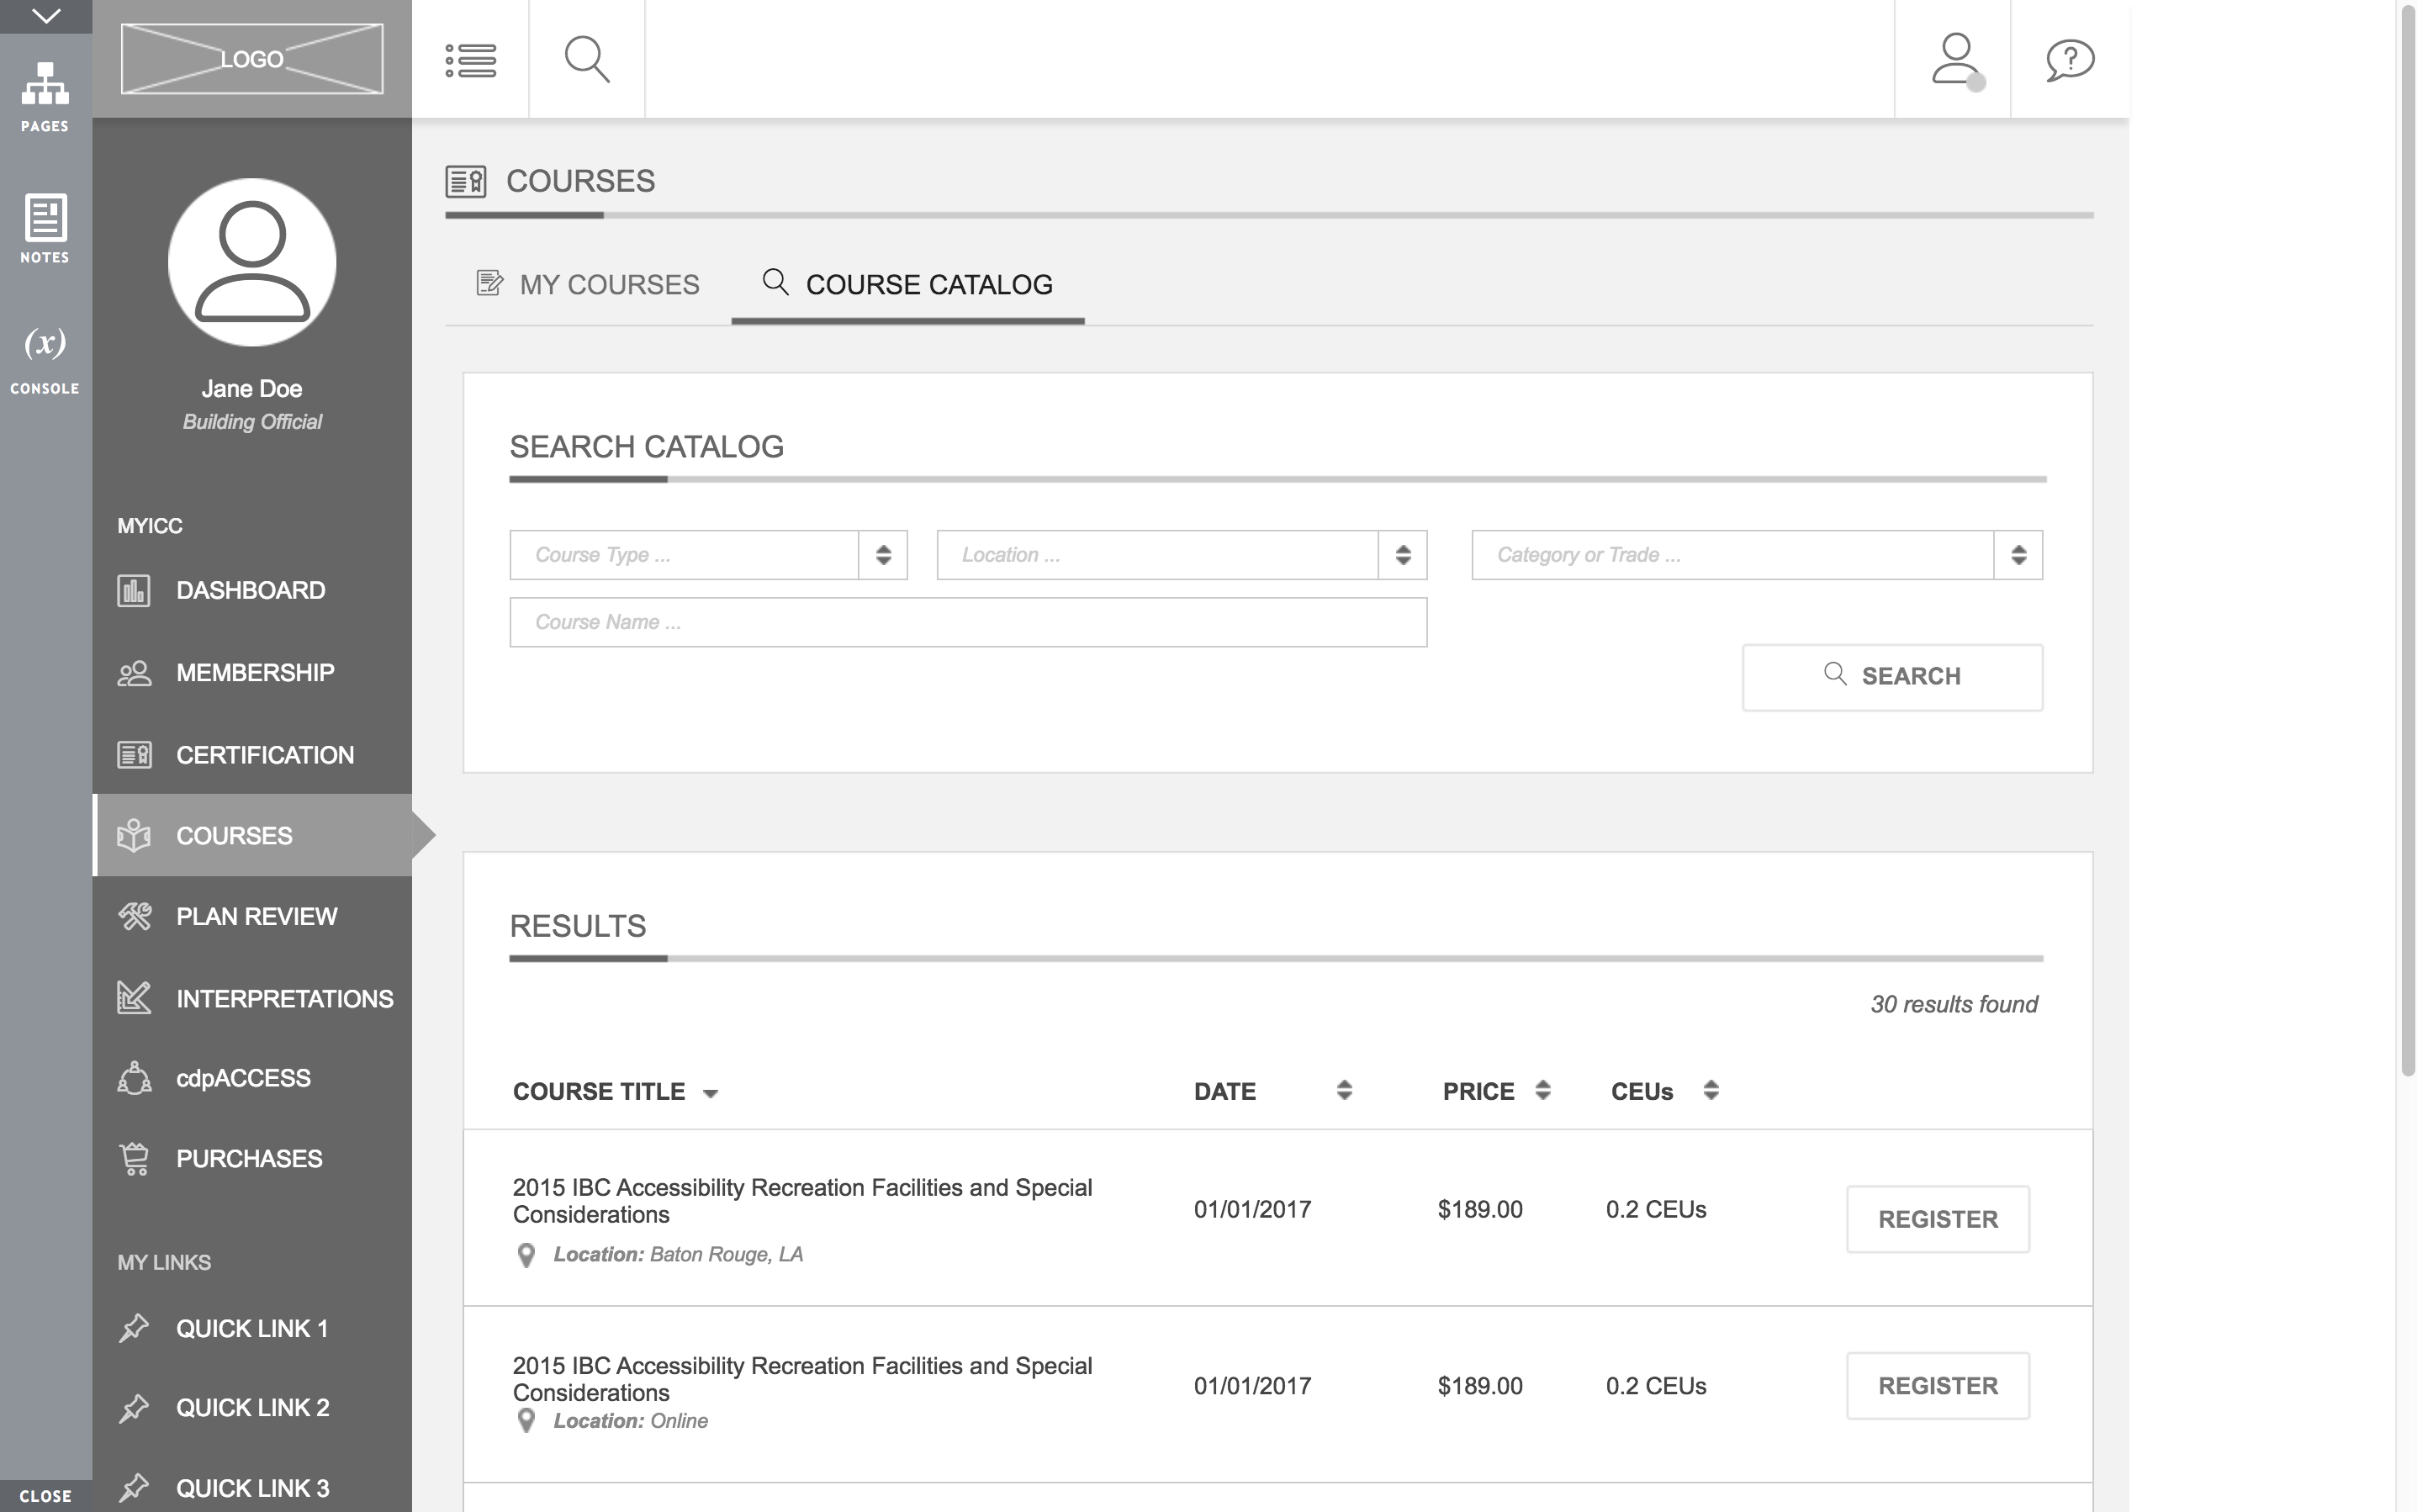 PAGES
NOTES
(x)
CONSOLE
CLOSE
LOGO
Jane Doe
Building Official
MYICC
DASHBOARD
MEMBERSHIP
CERTIFICATION
COURSES
PLAN REVIEW
INTERPRETATIONS
cdpACCESS
PURCHASES
MY LINKS
QUICK LINK 1
QUICK LINK 2
QUICK LINK 3
?
COURSES
MY COURSES
COURSE CATALOG
SEARCH CATALOG
Course Type ...
Location ...
Category or Trade ...
Course Name ...
SEARCH
RESULTS
30 results found
COURSE TITLE DATE PRICE CEUs
2015 IBC Accessibility Recreation Facilities and Special
Considerations
Location: Baton Rouge, LA
01/01/2017 $189.00 0.2 CEUs REGISTER
2015 IBC Accessibility Recreation Facilities and Special
Considerations
Location: Online
01/01/2017 $189.00 0.2 CEUs REGISTER